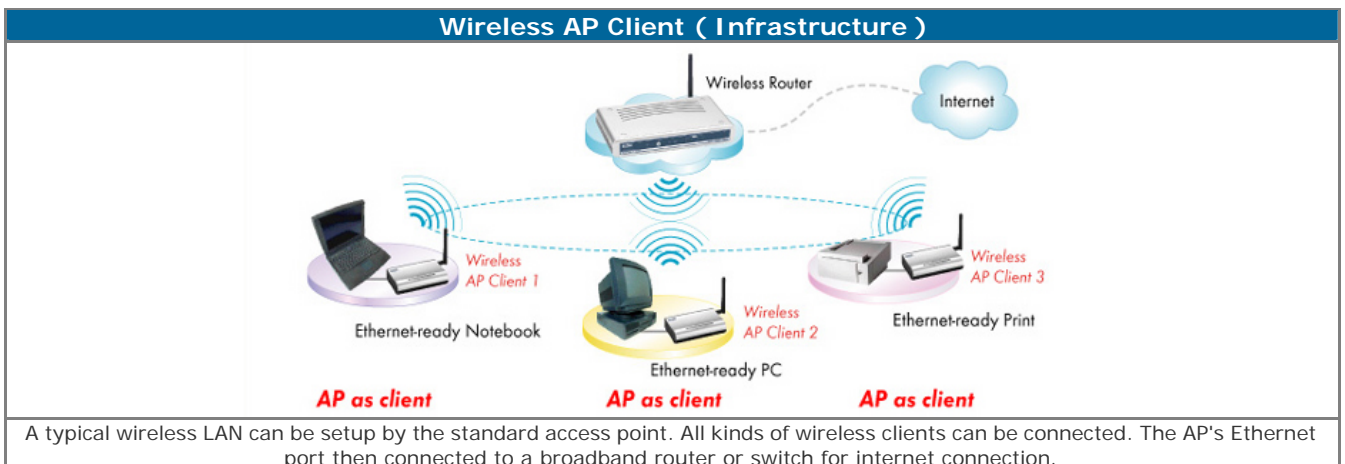 Wireless AP Client ( Infrastructure )
Wireless Router
Internet
Wireless
AP Client 1
Wireless
AP Client 2
Wireless
AP Client 3
Ethernet-ready Notebook
Ethernet-ready PC
Ethernet-ready Print
AP as client
AP as client
AP as client
A typical wireless LAN can be setup by the standard access point. All kinds of wireless clients can be connected. The AP's Ethernet
port then connected to a broadband router or switch for internet connection.